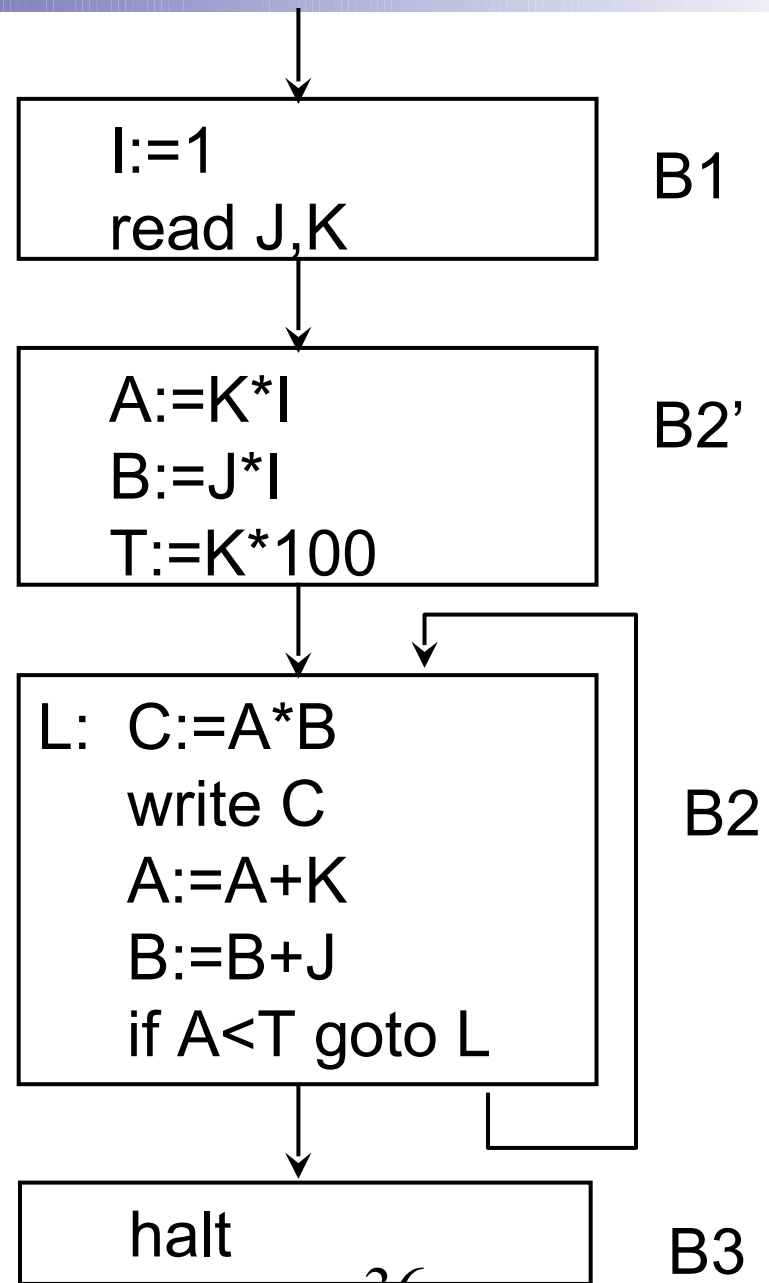 I:=1
read J,K
B1
A:=K*I
B:=J*I
T:=K*100
B2’
L: C:=A*B
write C
A:=A+K
B:=B+J
if A<T goto L
B2
halt
B3